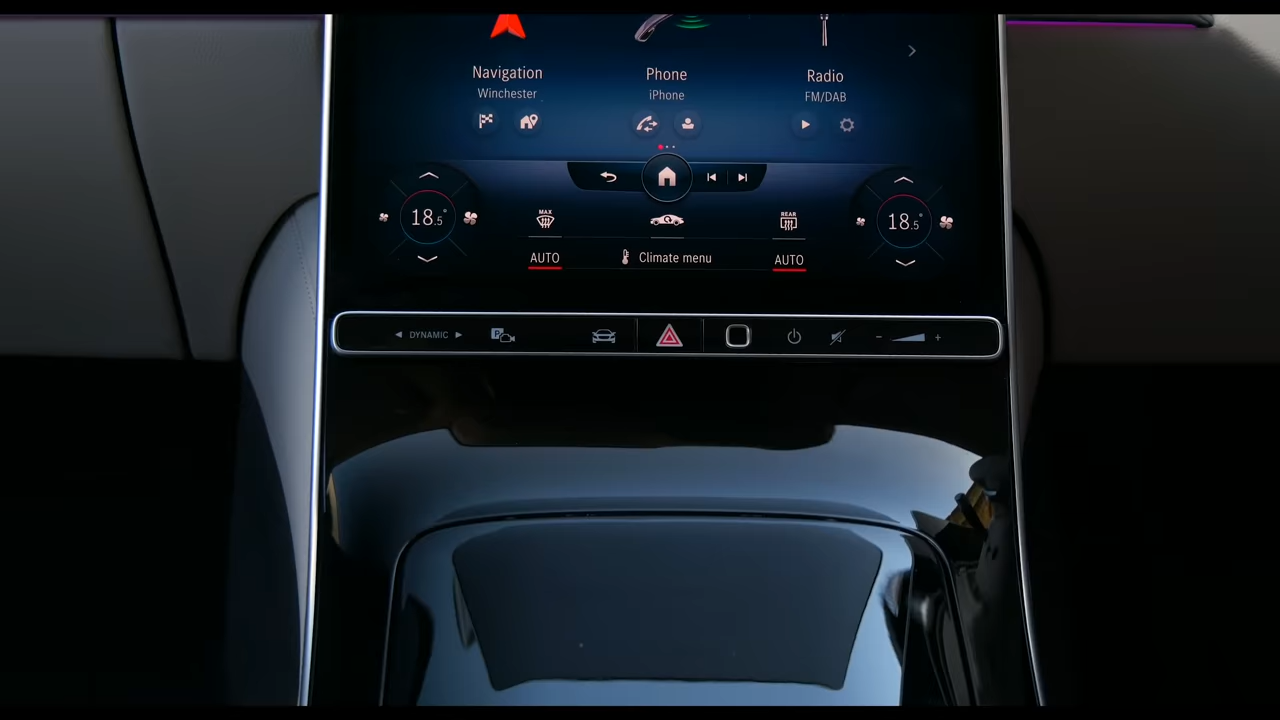 Navigation
Winchester
Phone
iPhone
Radio
FM/DAB
18.5°
MAX
REAR
18.5°
AUTO
Climate menu
AUTO
DYNAMIC
P
- +